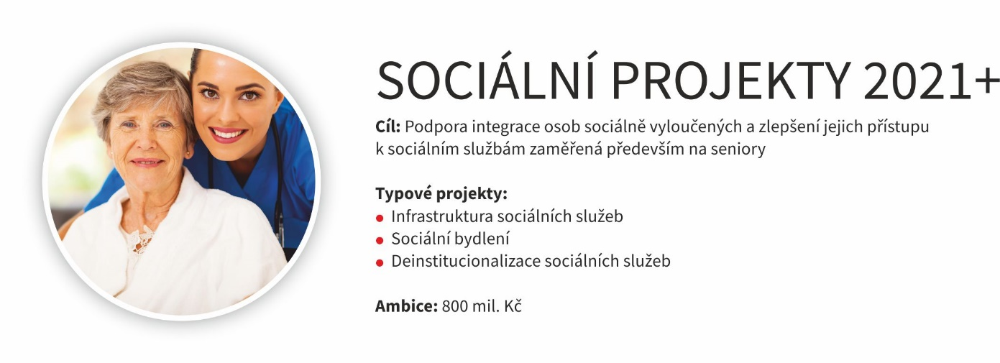 SOCIÁLNÍ PROJEKTY 2021+
Cíl: Podpora integrace osob sociálně vyloučených a zlepšení jejich přístupu
k sociálním službám zaměřená především na seniory
Typové projekty:
• Infrastruktura sociálních služeb
• Sociální bydlení
• Deinstitucionalizace sociálních služeb
Ambice: 800 mil. Kč